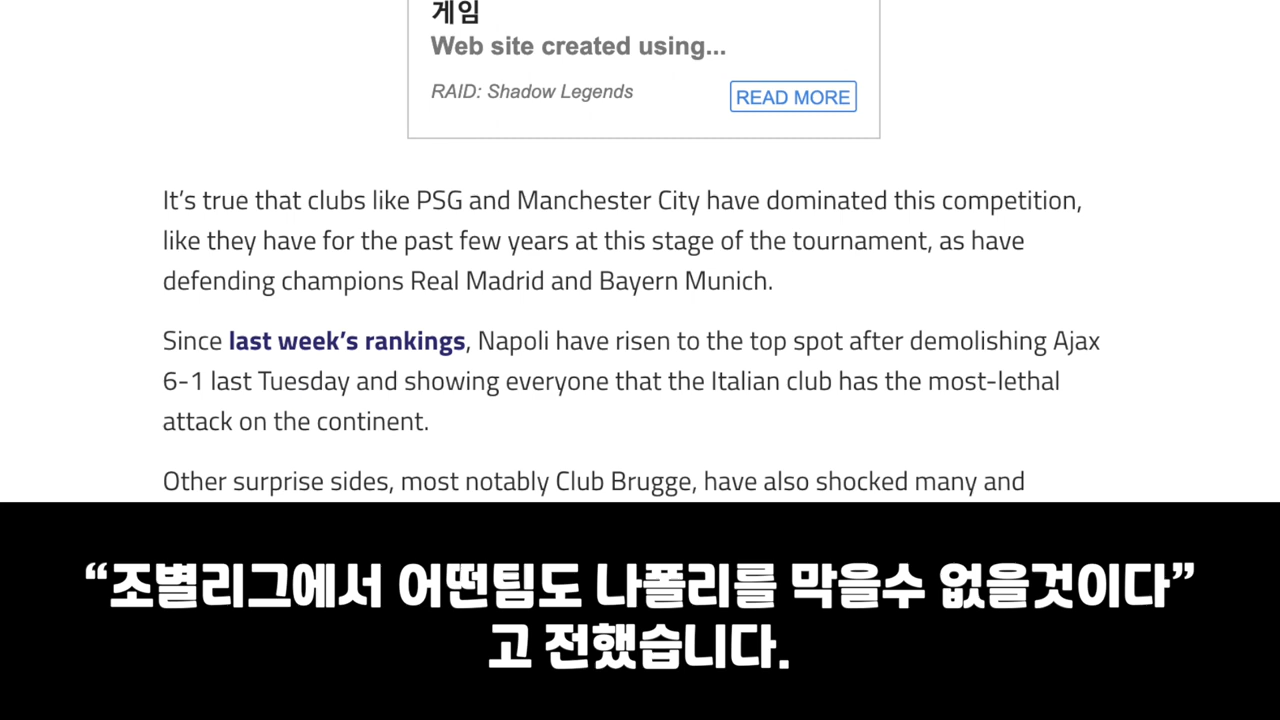 게임
Web site created using...
RAID: Shadow Legends
READ MORE
It’s true that clubs like PSG and Manchester City have dominated this competition,
like they have for the past few years at this stage of the tournament, as have
defending champions Real Madrid and Bayern Munich.
Since last week’s rankings, Napoli have risen to the top spot after demolishing Ajax
6-1 last Tuesday and showing everyone that the Italian club has the most-lethal
attack on the continent.
Other surprise sides, most notably Club Brugge, have also shocked many and
“조별리그에서 어떤팀도 나폴리를 막을수 없을것이다”
고 전했습니다.